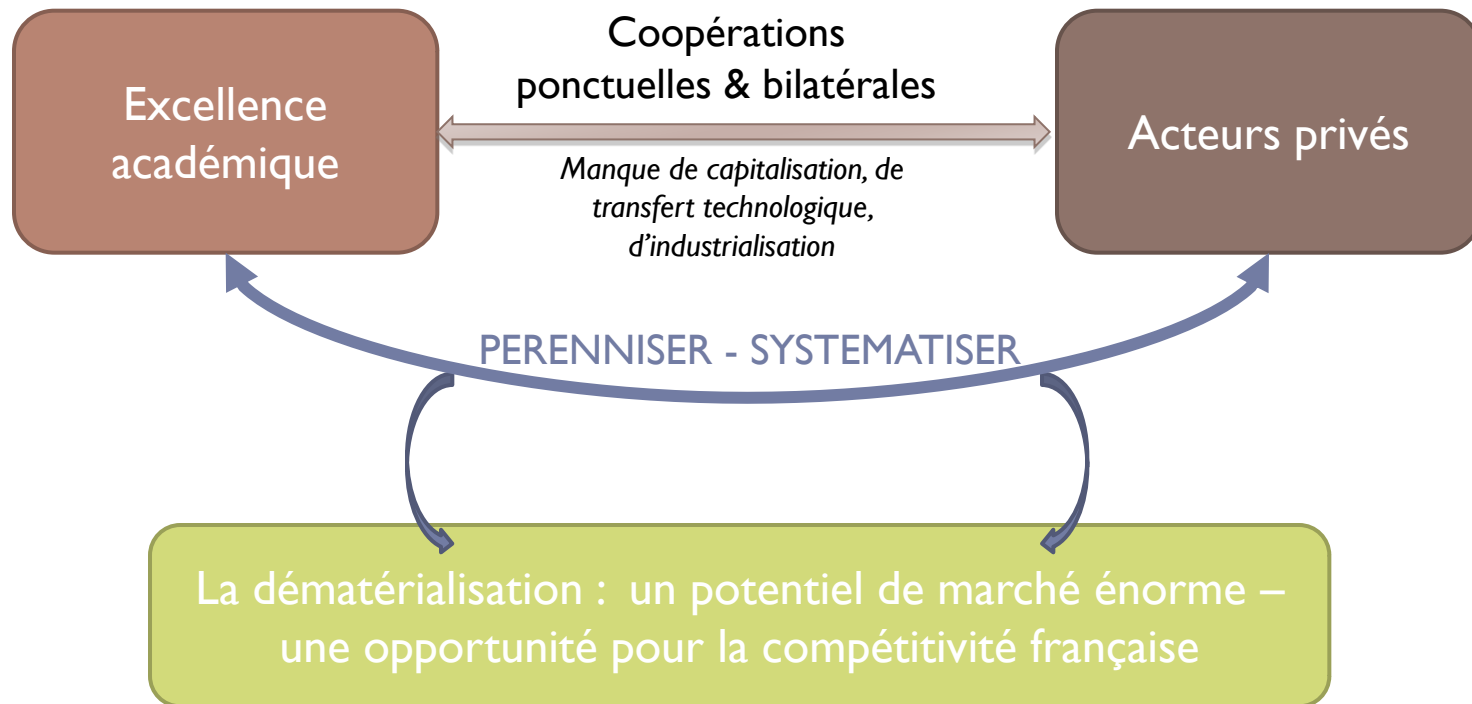 Coopérations
ponctuelles & bilatérales
Excellence
académique
Acteurs privés
Manque de capitalisation, de
transfert technologique,
d’industrialisation
PERENNISER - SYSTEMATISER
La dématérialisation : un potentiel de marché énorme –
une opportunité pour la compétitivité française